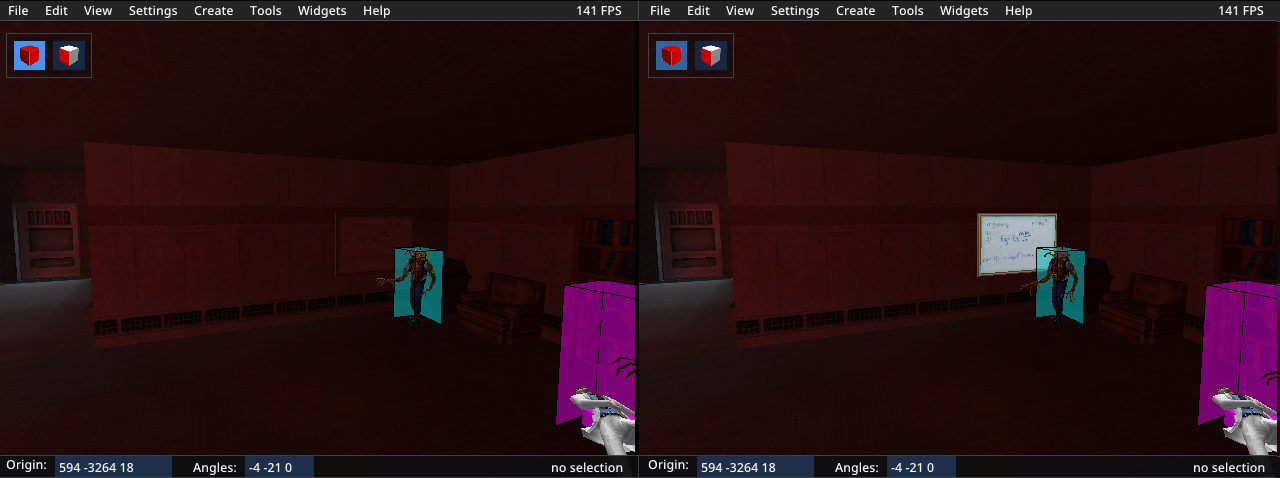 File Edit View Settings Create Tools Widgets Help 141 FPS
File Edit View Settings Create Tools Widgets Help 141 FPS
Origin: 594 -3264 18 Angles: -4 -21 0 no selection
Origin: 594 -3264 18 Angles: -4 -21 0 no selection